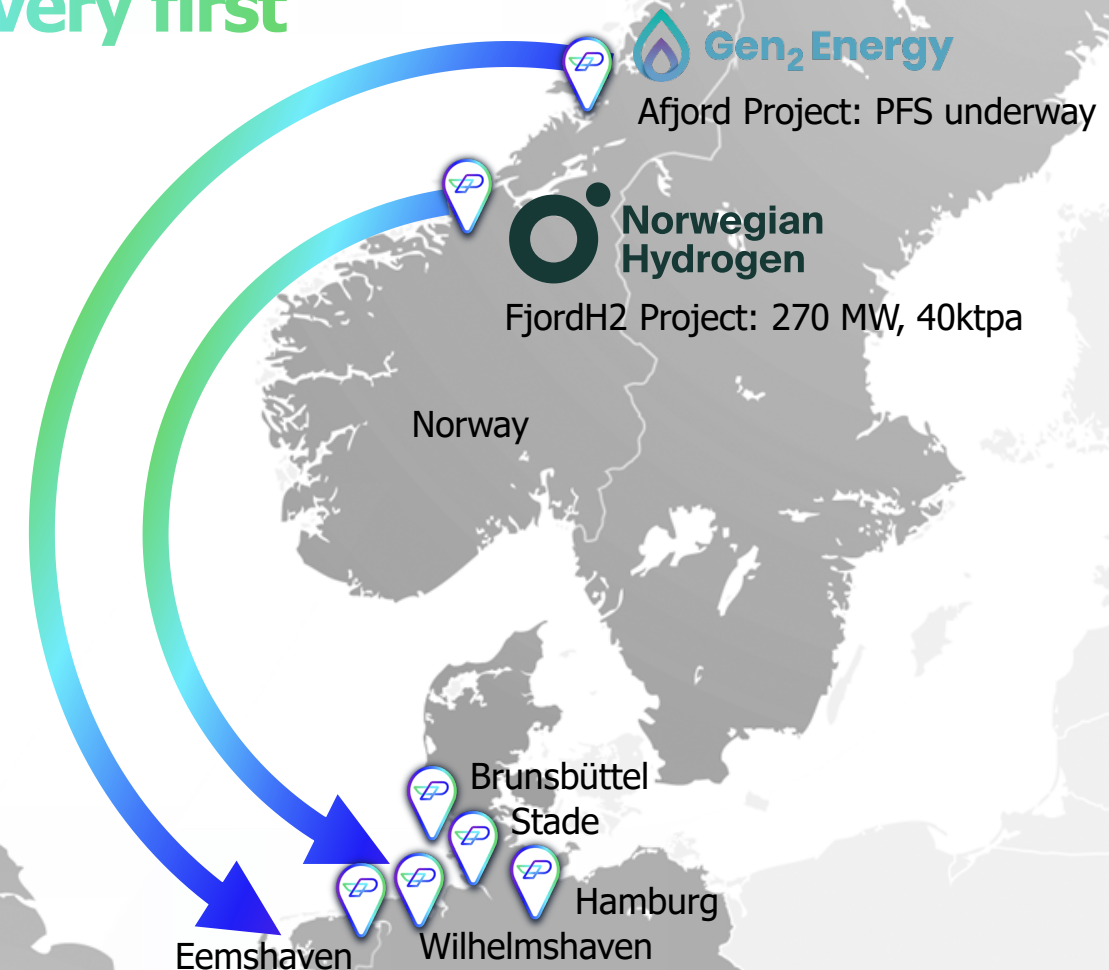 very first
Gen2 Energy
Afjord Project: PFS underway
Norwegian
Hydrogen
FjordH2 Project: 270 MW, 40ktpa
Norway
Brunsbüttel
Stade
Hamburg
Wilhelmshaven
Eemshaven